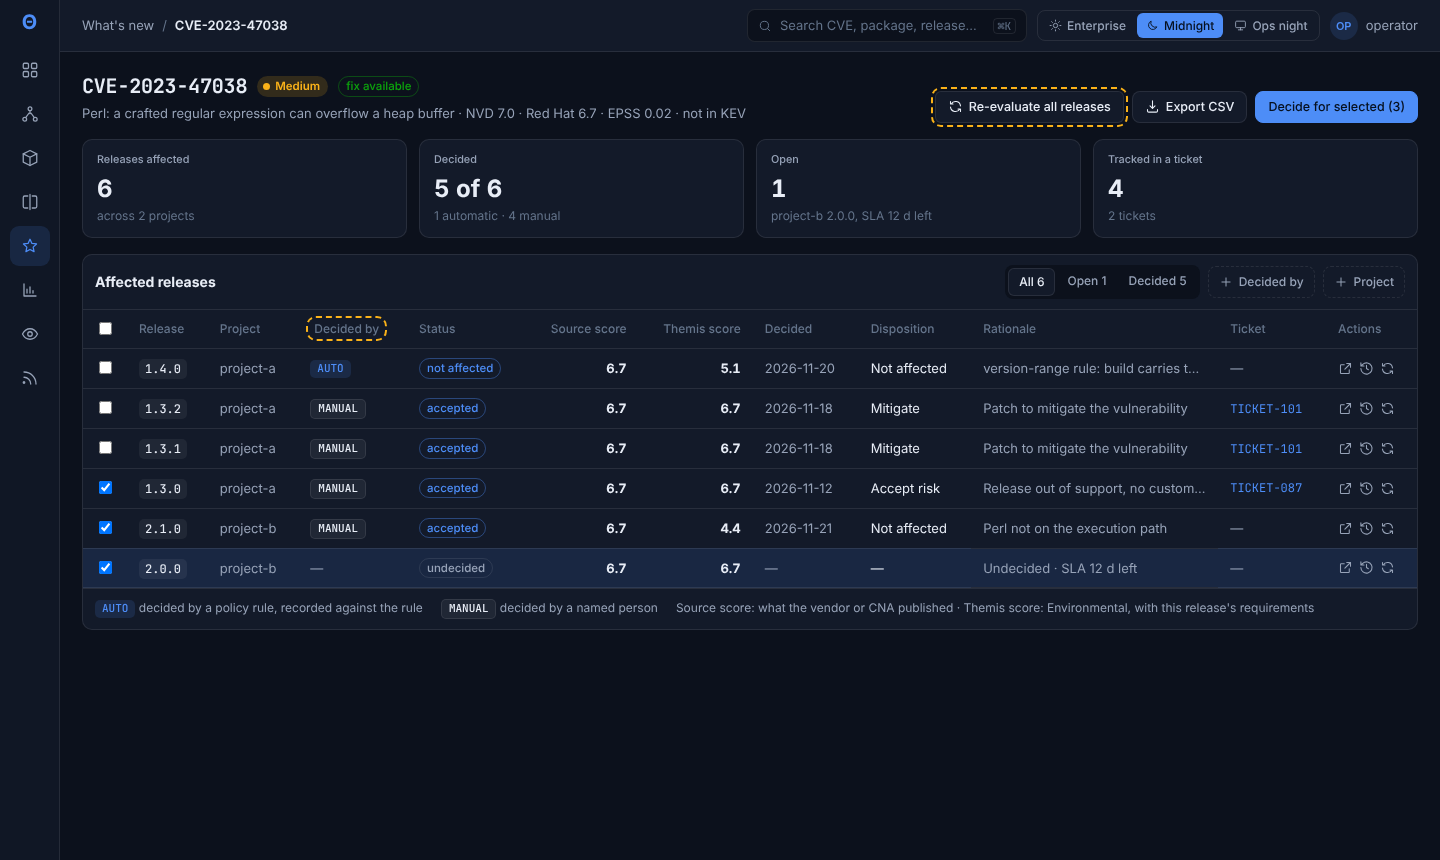 Θ
What's new / CVE-2023-47038
Search CVE, package, release... ⌘K
Enterprise Midnight Ops night
OP operator
CVE-2023-47038 Medium fix available
Perl: a crafted regular expression can overflow a heap buffer · NVD 7.0 · Red Hat 6.7 · EPSS 0.02 · not in KEV
Re-evaluate all releases Export CSV Decide for selected (3)
Releases affected
6
across 2 projects
Decided
5 of 6
1 automatic · 4 manual
Open
1
project-b 2.0.0, SLA 12 d left
Tracked in a ticket
4
2 tickets
Affected releases
All 6 Open 1 Decided 5 + Decided by + Project
Release Project Decided by Status Source score Themis score Decided Disposition Rationale Ticket Actions
1.4.0 project-a AUTO not affected 6.7 5.1 2026-11-20 Not affected version-range rule: build carries t... —
1.3.2 project-a MANUAL accepted 6.7 6.7 2026-11-18 Mitigate Patch to mitigate the vulnerability TICKET-101
1.3.1 project-a MANUAL accepted 6.7 6.7 2026-11-18 Mitigate Patch to mitigate the vulnerability TICKET-101
1.3.0 project-a MANUAL accepted 6.7 6.7 2026-11-12 Accept risk Release out of support, no custom... TICKET-087
2.1.0 project-b MANUAL accepted 6.7 4.4 2026-11-21 Not affected Perl not on the execution path —
2.0.0 project-b — undecided 6.7 6.7 — — Undecided · SLA 12 d left —
AUTO decided by a policy rule, recorded against the rule MANUAL decided by a named person Source score: what the vendor or CNA published · Themis score: Environmental, with this release's requirements